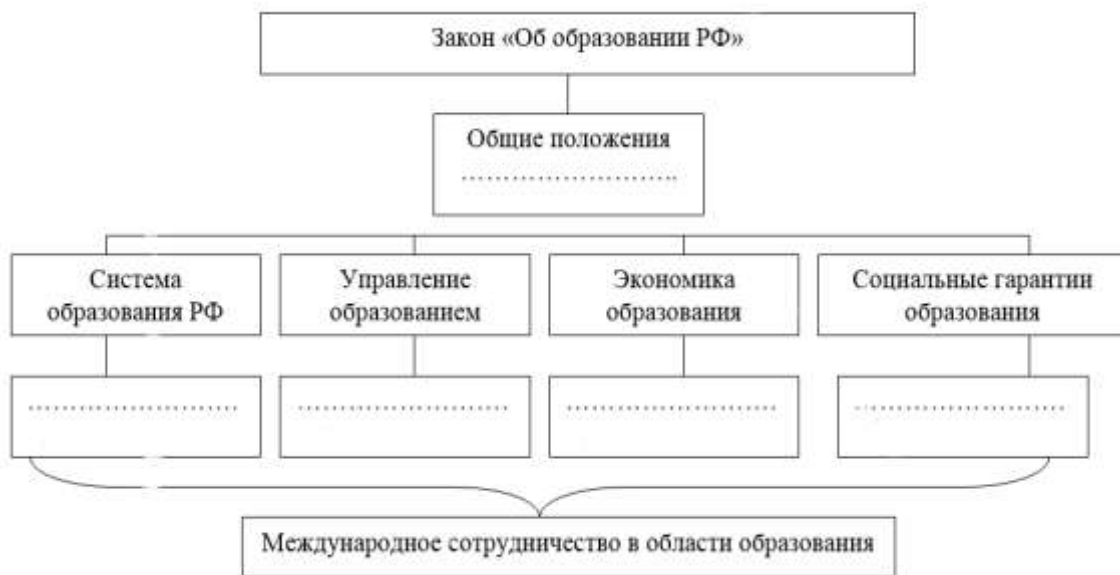 Закон «Об образовании РФ»
Общие положения
................................
Система
образования РФ
Управление
образованием
Экономика
образования
Социальные гарантии
образования
................................
................................
................................
................................
Международное сотрудничество в области образования